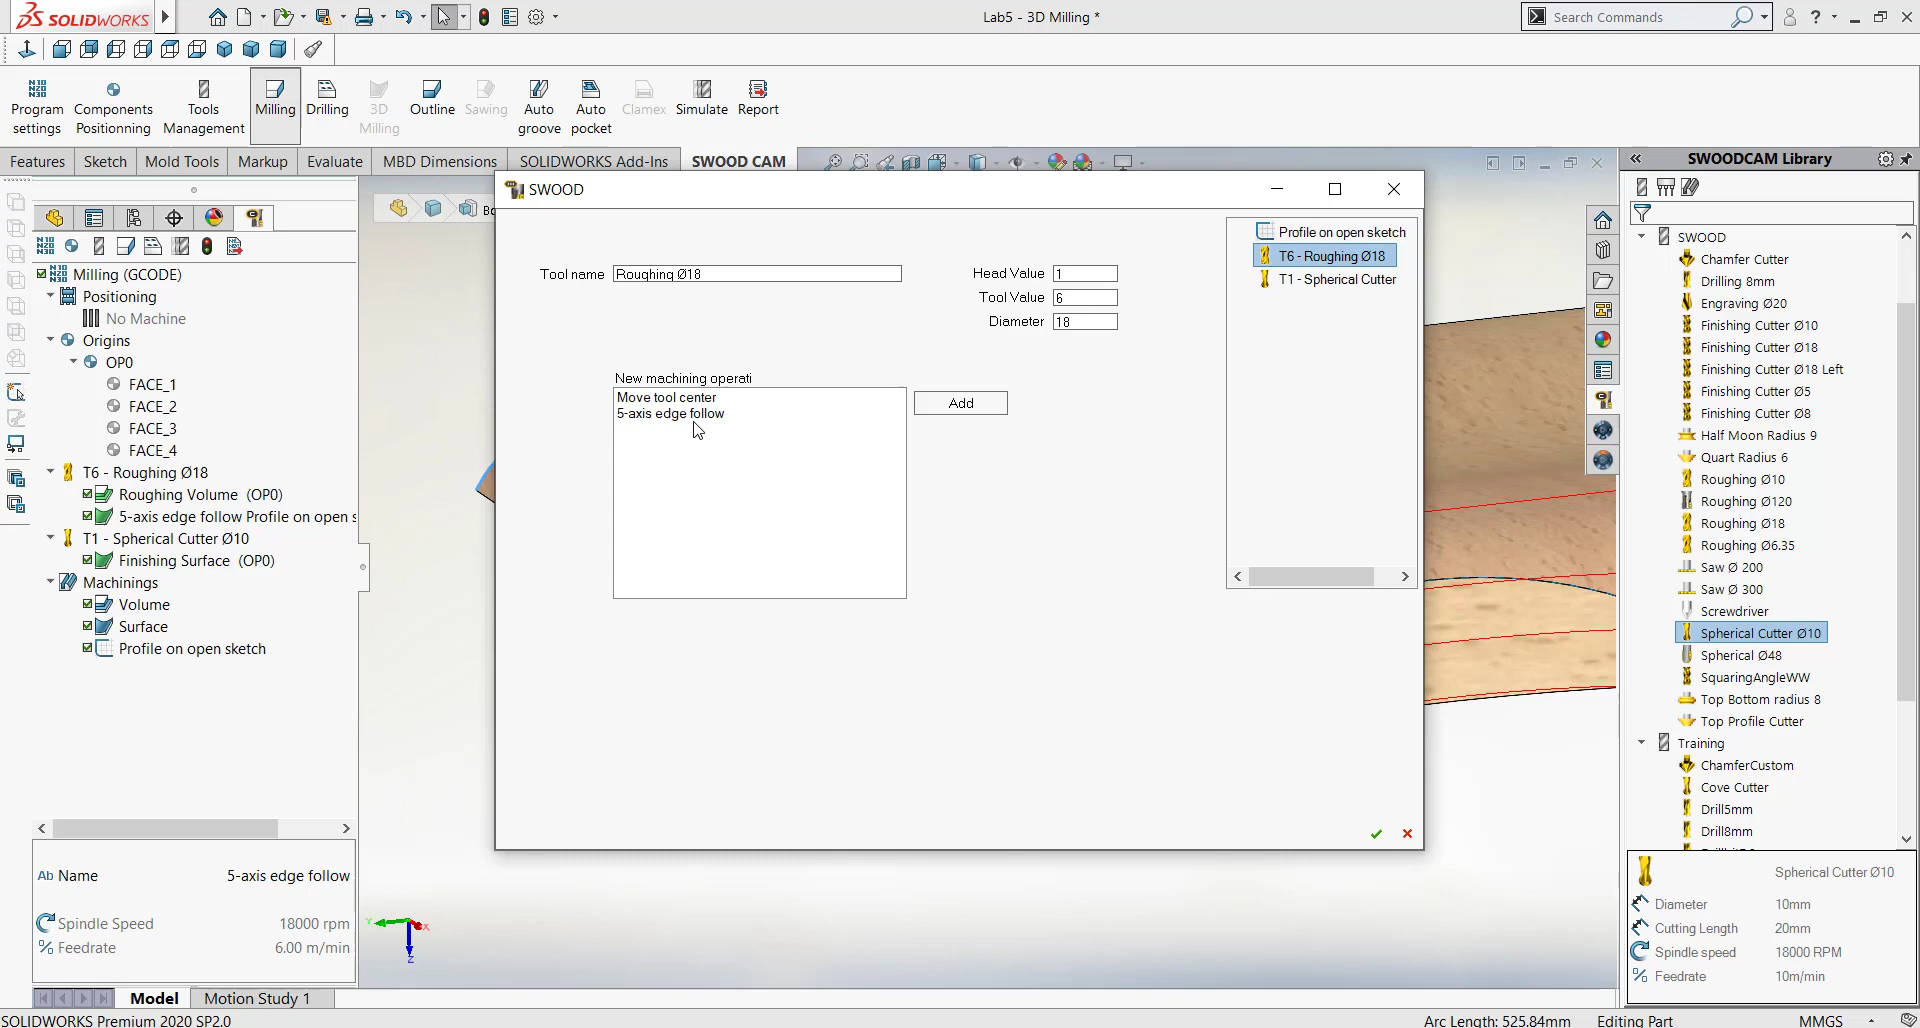 SOLIDWORKS
Lab5 - 3D Milling *
Search Commands
Program settings
Components Positionning
Tools Management
Milling
Drilling
3D Milling
Outline
Sawing
Auto groove
Auto pocket
Clamex
Simulate
Report
Features
Sketch
Mold Tools
Markup
Evaluate
MBD Dimensions
SOLIDWORKS Add-Ins
SWOOD CAM
Milling (GCODE)
Positioning
No Machine
Origins
OP0
FACE_1
FACE_2
FACE_3
FACE_4
T6 - Roughing Ø18
Roughing Volume (OP0)
5-axis edge follow Profile on open s
T1 - Spherical Cutter Ø10
Finishing Surface (OP0)
Machinings
Volume
Surface
Profile on open sketch
Ab Name 5-axis edge follow
Spindle Speed 18000 rpm
Feedrate 6.00 m/min
SWOOD
Tool name Roughing Ø18
Head Value 1
Tool Value 6
Diameter 18
New machining operati
Move tool center
5-axis edge follow
Add
Profile on open sketch
T6 - Roughing Ø18
T1 - Spherical Cutter
Y
X
Z
SWOODCAM Library
SWOOD
Chamfer Cutter
Drilling 8mm
Engraving Ø20
Finishing Cutter Ø10
Finishing Cutter Ø18
Finishing Cutter Ø18 Left
Finishing Cutter Ø5
Finishing Cutter Ø8
Half Moon Radius 9
Quart Radius 6
Roughing Ø10
Roughing Ø120
Roughing Ø18
Roughing Ø6.35
Saw Ø 200
Saw Ø 300
Screwdriver
Spherical Cutter Ø10
Spherical Ø48
SquaringAngleWW
Top Bottom radius 8
Top Profile Cutter
Training
ChamferCustom
Cove Cutter
Drill5mm
Drill8mm
Spherical Cutter Ø10
Diameter 10mm
Cutting Length 20mm
Spindle speed 18000 RPM
Feedrate 10m/min
Model
Motion Study 1
SOLIDWORKS Premium 2020 SP2.0
Arc Length: 525.84mm
Editing Part
MMGS